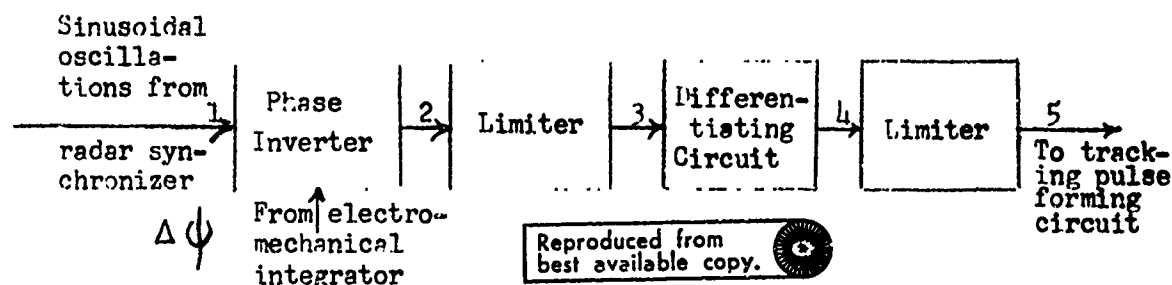 Sinusoidal
oscilla-
tions from
radar syn-
chronizer
1
Phase
Inverter
From electro-
mechanical
integrator
Δψ
2
Limiter
3
Differen-
tiating
Circuit
4
Limiter
5
To track-
ing pulse
forming
circuit
Reproduced from
best available copy.